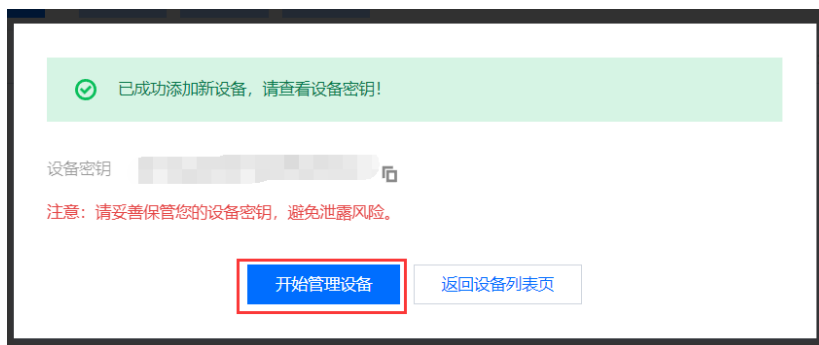 已成功添加新设备，请查看设备密钥！
设备密钥
注意：请妥善保管您的设备密钥，避免泄露风险。
开始管理设备
返回设备列表页